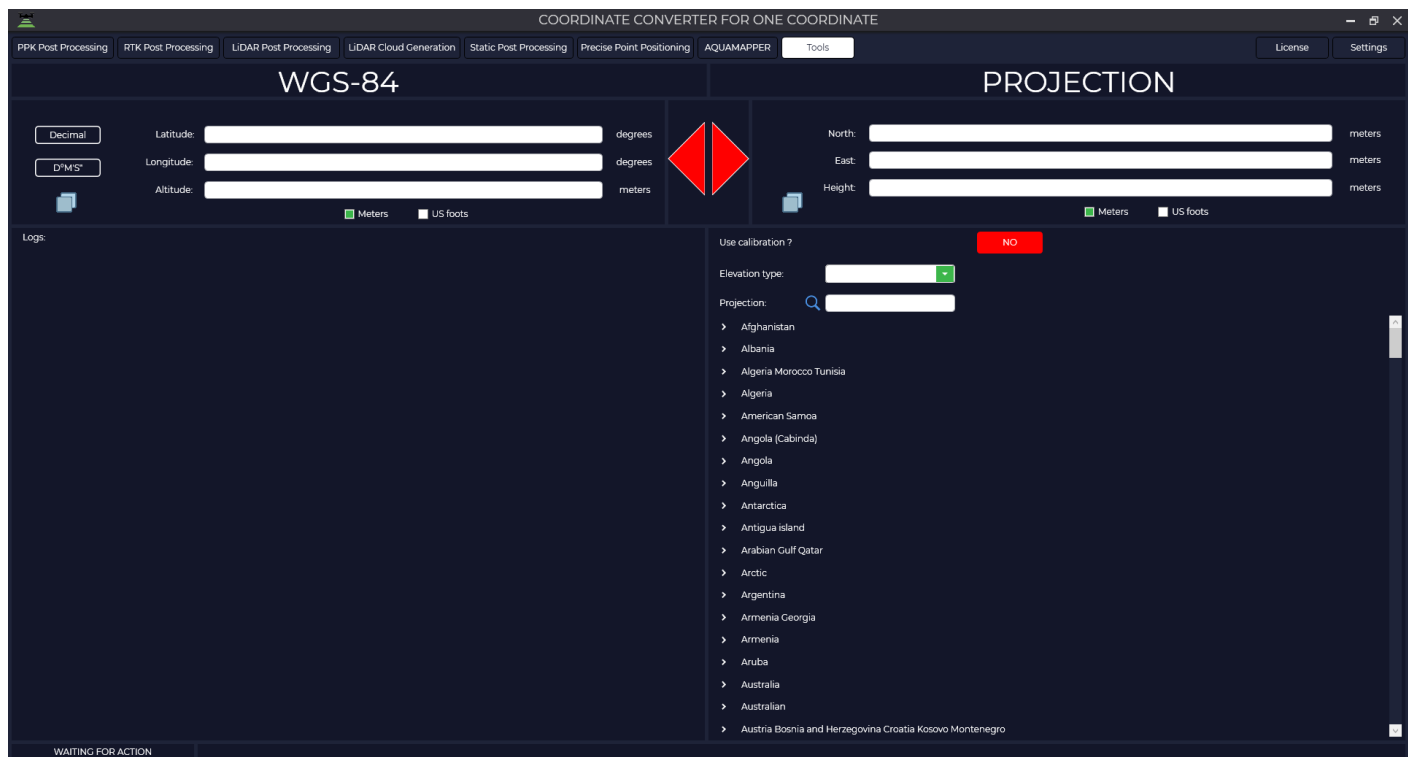 COORDINATE CONVERTER FOR ONE COORDINATE
PPK Post Processing RTK Post Processing LiDAR Post Processing LiDAR Cloud Generation Static Post Processing Precise Point Positioning AQUAMAPPER Tools License Settings
WGS-84 PROJECTION
Decimal Latitude: degrees North: meters
D°M'S" Longitude: degrees East: meters
Altitude: meters Height: meters
Meters US foots Meters US foots
Logs:
Use calibration ? NO
Elevation type:
Projection:
Afghanistan
Albania
Algeria Morocco Tunisia
Algeria
American Samoa
Angola (Cabinda)
Angola
Anguilla
Antarctica
Antigua island
Arabian Gulf Qatar
Arctic
Argentina
Armenia Georgia
Armenia
Aruba
Australia
Australian
Austria Bosnia and Herzegovina Croatia Kosovo Montenegro
WAITING FOR ACTION